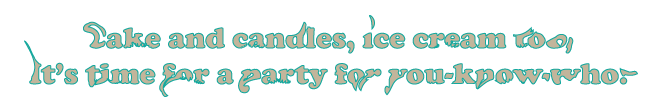 Cake and candles, ice cream too,
It's time for a party for you-know-who.